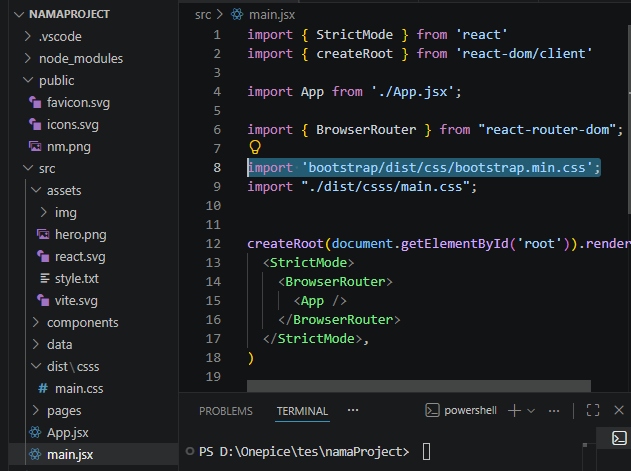 NAMAPROJECT
.vscode
node_modules
public
favicon.svg
icons.svg
nm.png
src
assets
img
hero.png
react.svg
style.txt
vite.svg
components
data
dist\csss
# main.css
pages
App.jsx
main.jsx
src > main.jsx
1 import { StrictMode } from 'react'
2 import { createRoot } from 'react-dom/client'
3
4 import App from './App.jsx';
5
6 import { BrowserRouter } from "react-router-dom";
7
8 import 'bootstrap/dist/css/bootstrap.min.css';
9 import "./dist/csss/main.css";
10
11
12 createRoot(document.getElementById('root')).render
13 <StrictMode>
14 <BrowserRouter>
15 <App />
16 </BrowserRouter>
17 </StrictMode>,
18 )
19
PROBLEMS TERMINAL ··· powershell
PS D:\Onepice\tes\namaProject>